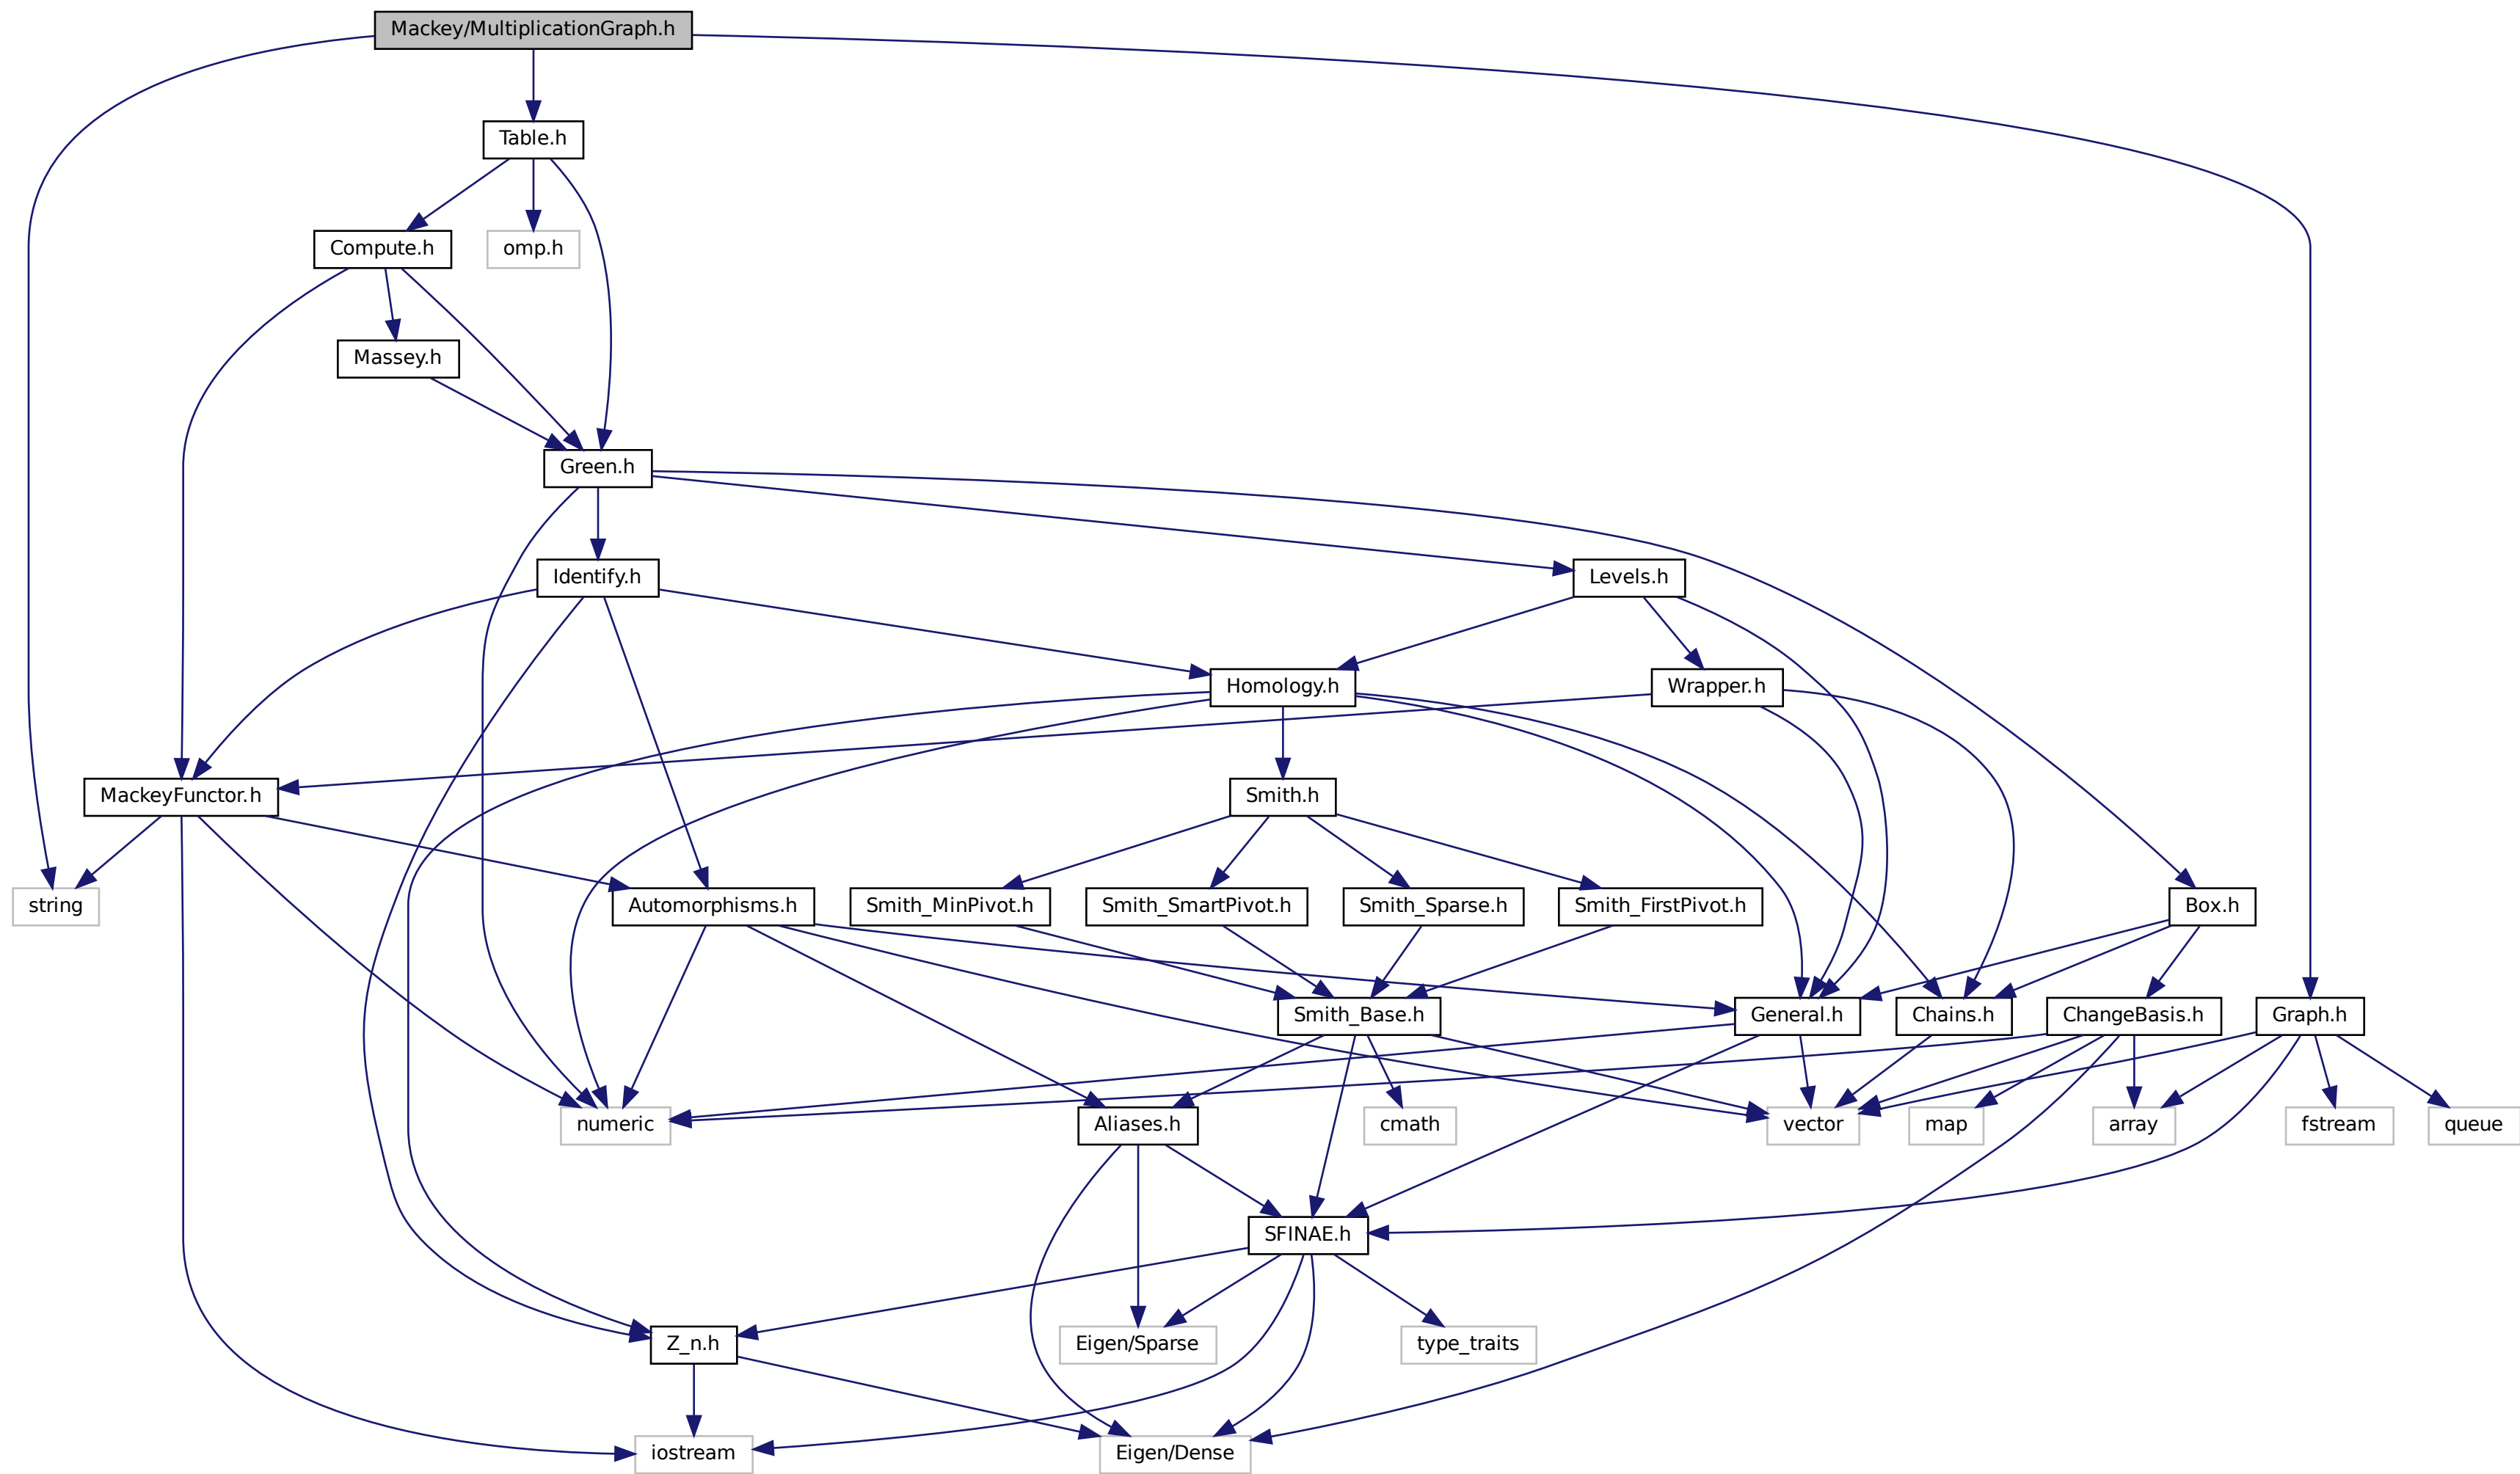 Mackey/MultiplicationGraph.h
Table.h
Compute.h
omp.h
Massey.h
Green.h
Identify.h
Levels.h
Homology.h
Wrapper.h
MackeyFunctor.h
Smith.h
string
Automorphisms.h
Smith_MinPivot.h
Smith_SmartPivot.h
Smith_Sparse.h
Smith_FirstPivot.h
Box.h
Smith_Base.h
General.h
Chains.h
ChangeBasis.h
Graph.h
numeric
Aliases.h
cmath
vector
map
array
fstream
queue
SFINAE.h
Z_n.h
Eigen/Sparse
type_traits
iostream
Eigen/Dense